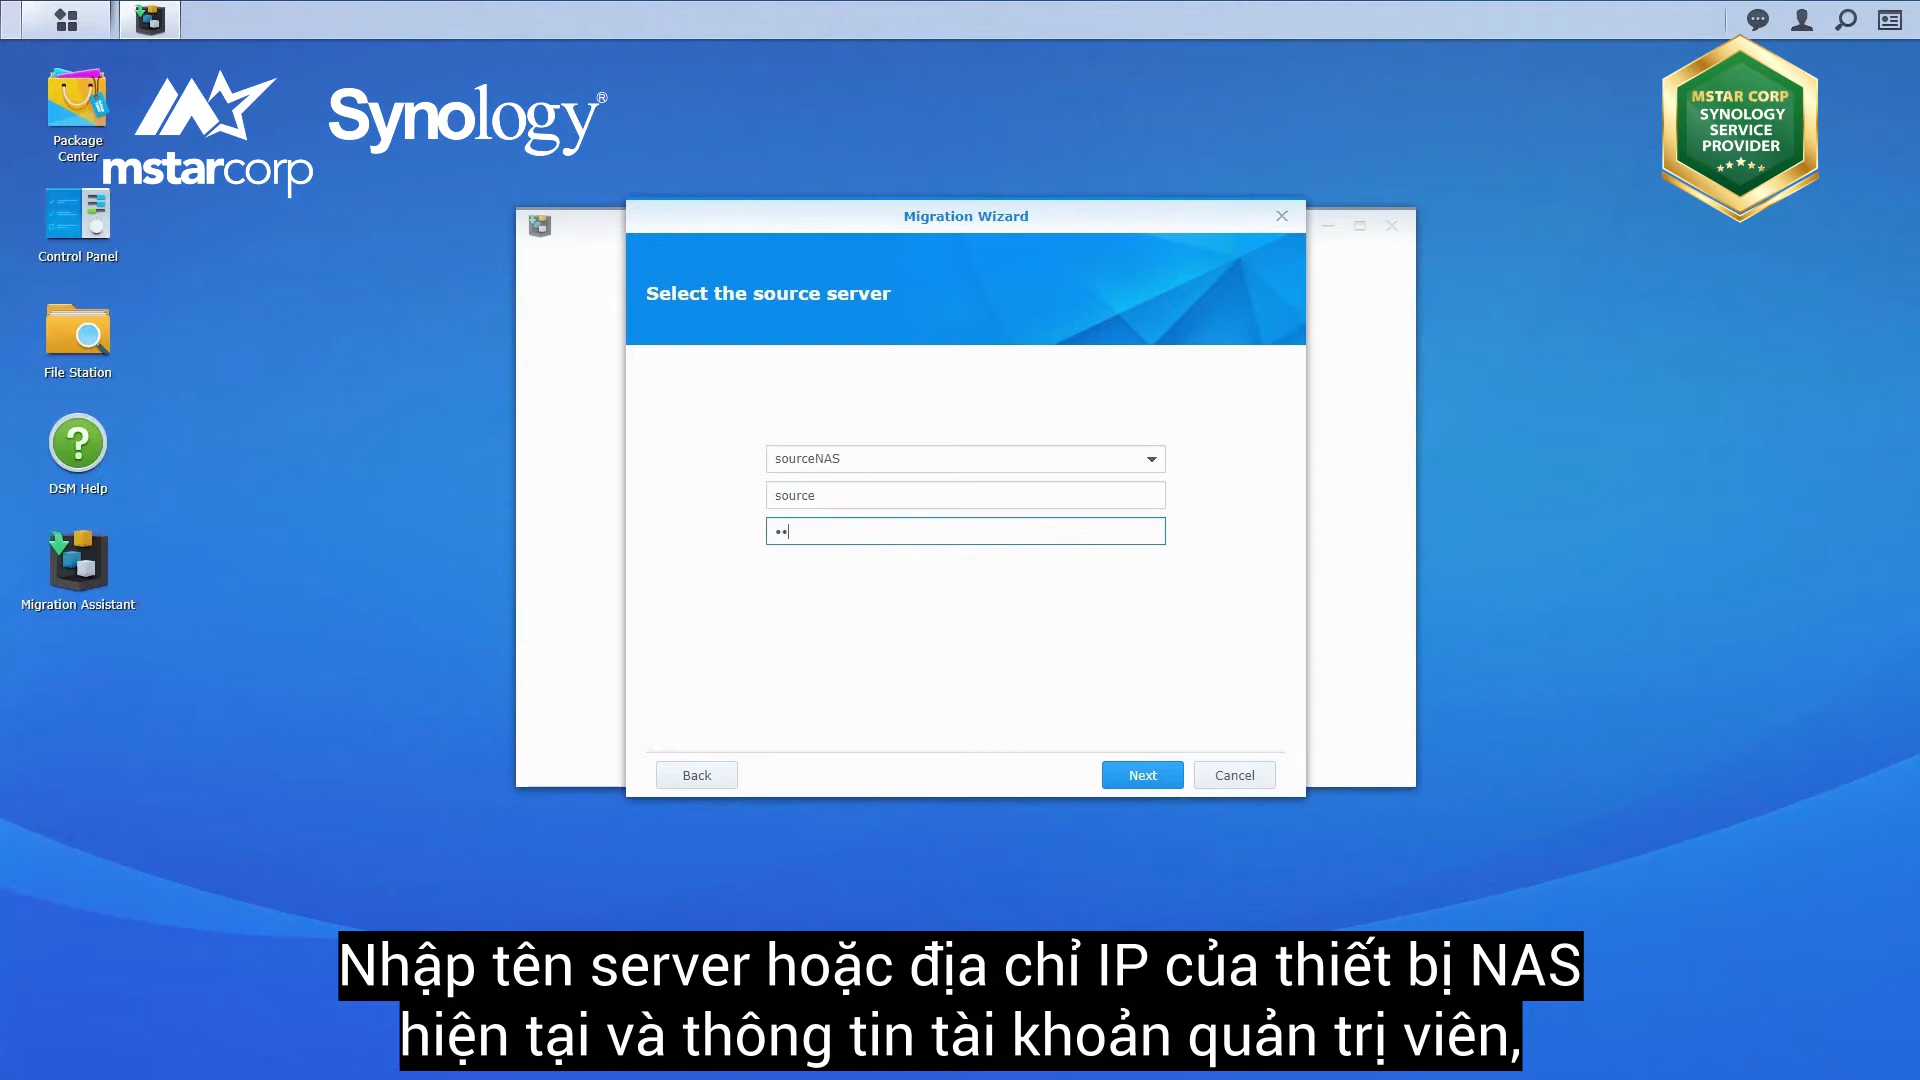 Package
Center
mstarcorp
Synology®
MSTAR CORP
SYNOLOGY
SERVICE
PROVIDER
Control Panel
File Station
?
DSM Help
Migration Assistant
Migration Wizard
Select the source server
sourceNAS
source
••
Back
Next
Cancel
Nhập tên server hoặc địa chỉ IP của thiết bị NAS
hiện tại và thông tin tài khoản quản trị viên,